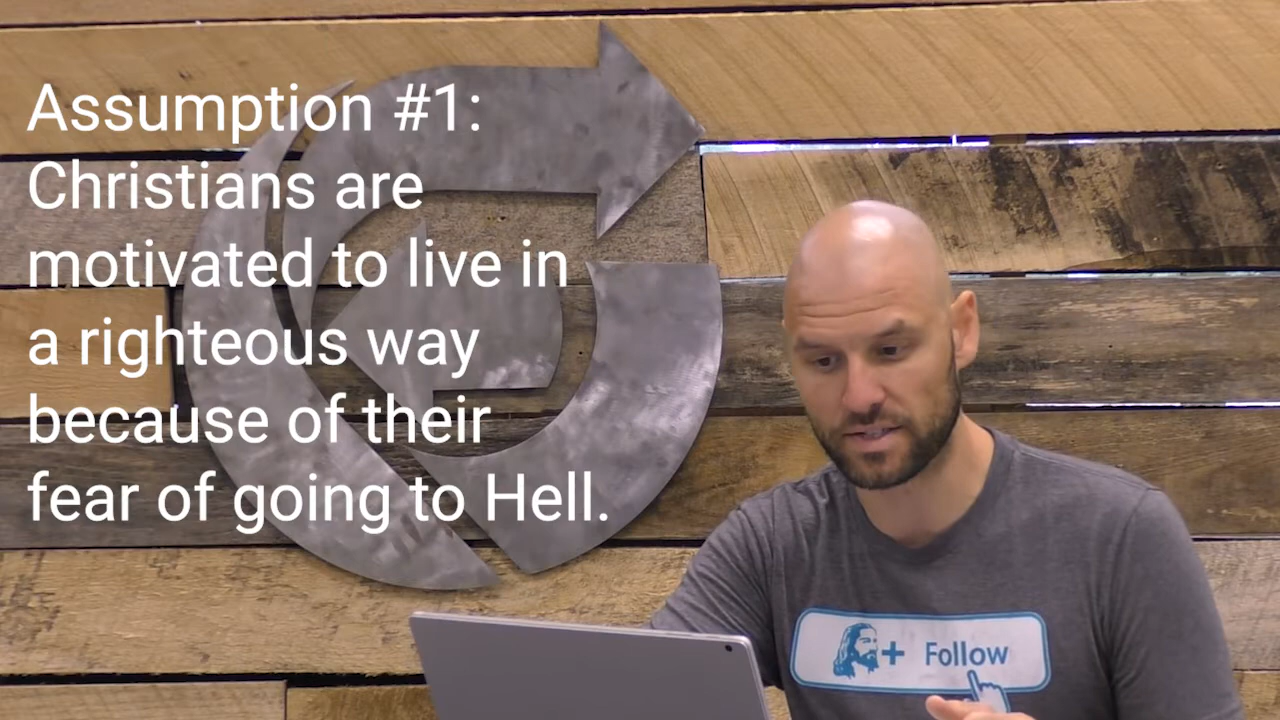 Assumption #1:
Christians are
motivated to live in
a righteous way
because of their
fear of going to Hell.
+ Follow